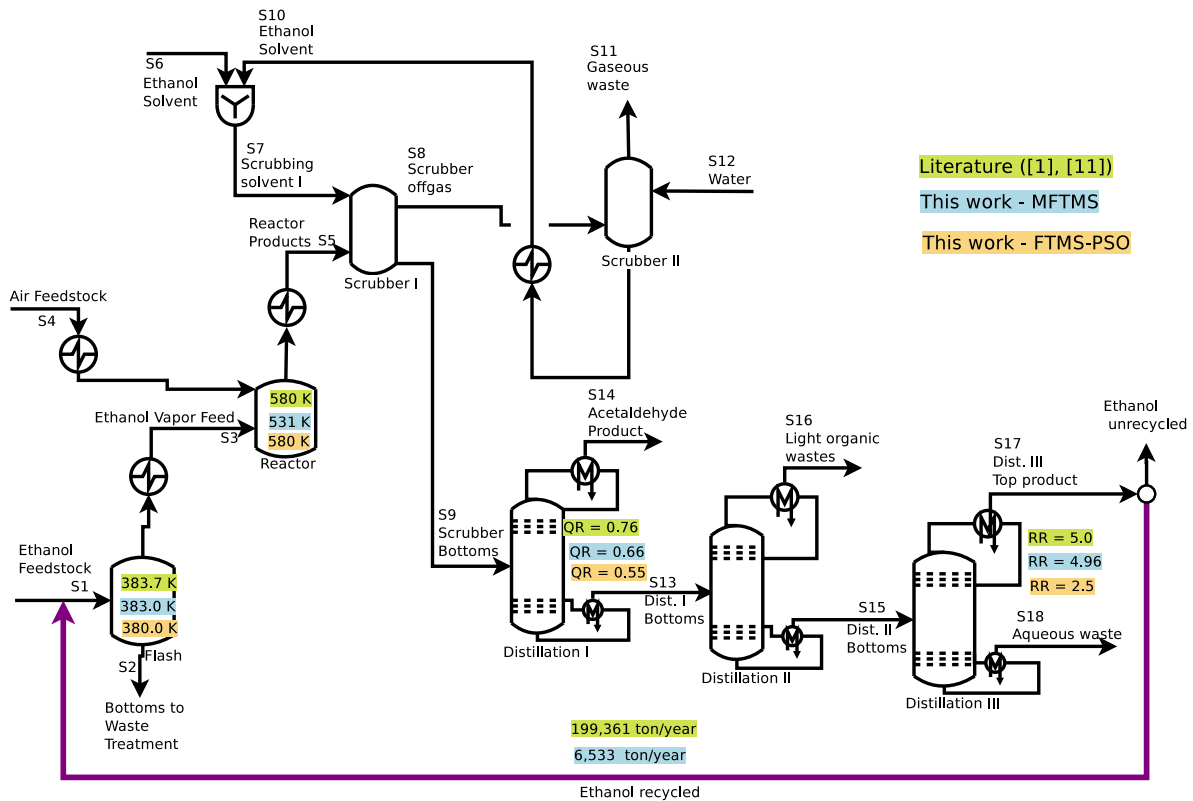 S10
Ethanol
Solvent
S6
Ethanol
Solvent
S11
Gaseous
waste
S7
Scrubbing
solvent I
S8
Scrubber
offgas
S12
Water
Literature ([1], [11])
This work - MFTMS
This work - FTMS-PSO
Reactor
Products
S5
Scrubber I
Scrubber II
Air Feedstock
S4
580 K
531 K
580 K
Reactor
Ethanol Vapor Feed
S3
S14
Acetaldehyde
Product
S16
Light organic
wastes
S17
Dist. III
Top product
Ethanol
unrecycled
S9
Scrubber
Bottoms
QR = 0.76
QR = 0.66
QR = 0.55
RR = 5.0
RR = 4.96
RR = 2.5
Ethanol
Feedstock
S1
383.7 K
383.0 K
380.0 K
Flash
S2
Bottoms to
Waste
Treatment
S13
Dist. I
Bottoms
Distillation I
S15
Dist. II
Bottoms
Distillation II
S18
Aqueous waste
Distillation III
199,361 ton/year
6,533 ton/year
Ethanol recycled